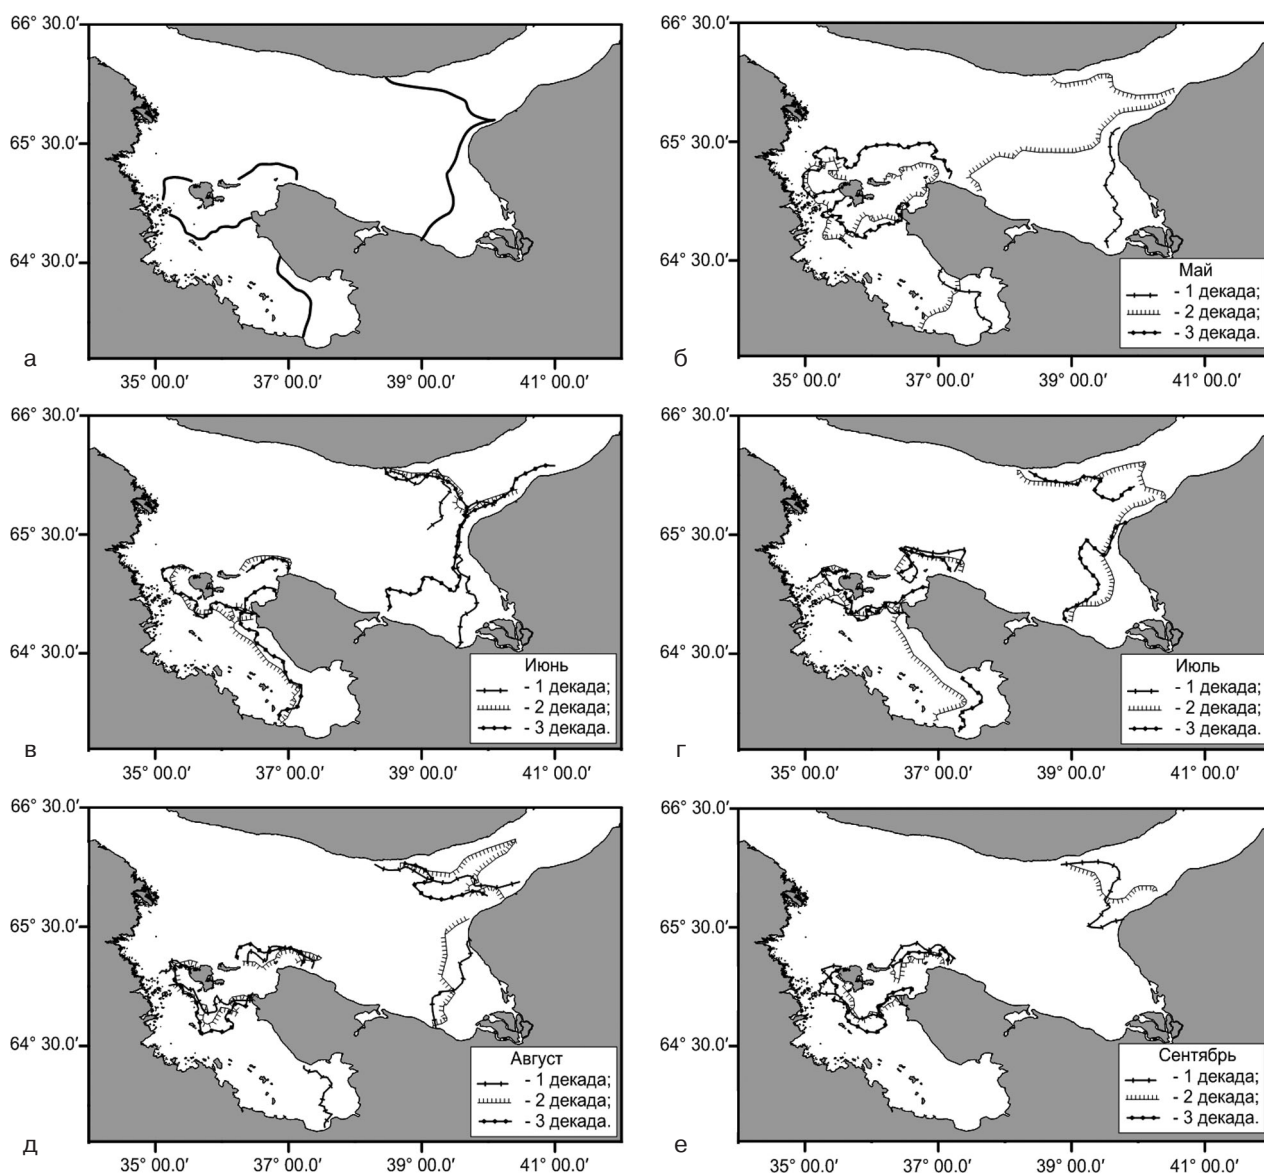 66° 30.0′
65° 30.0′
64° 30.0′
а
35° 00.0′ 37° 00.0′ 39° 00.0′ 41° 00.0′
66° 30.0′
65° 30.0′
64° 30.0′
Май
- 1 декада;
- 2 декада;
- 3 декада.
б
35° 00.0′ 37° 00.0′ 39° 00.0′ 41° 00.0′
66° 30.0′
65° 30.0′
64° 30.0′
Июнь
- 1 декада;
- 2 декада;
- 3 декада.
в
35° 00.0′ 37° 00.0′ 39° 00.0′ 41° 00.0′
66° 30.0′
65° 30.0′
64° 30.0′
Июль
- 1 декада;
- 2 декада;
- 3 декада.
г
35° 00.0′ 37° 00.0′ 39° 00.0′ 41° 00.0′
66° 30.0′
65° 30.0′
64° 30.0′
Август
- 1 декада;
- 2 декада;
- 3 декада.
д
35° 00.0′ 37° 00.0′ 39° 00.0′ 41° 00.0′
66° 30.0′
65° 30.0′
64° 30.0′
Сентябрь
- 1 декада;
- 2 декада;
- 3 декада.
е
35° 00.0′ 37° 00.0′ 39° 00.0′ 41° 00.0′